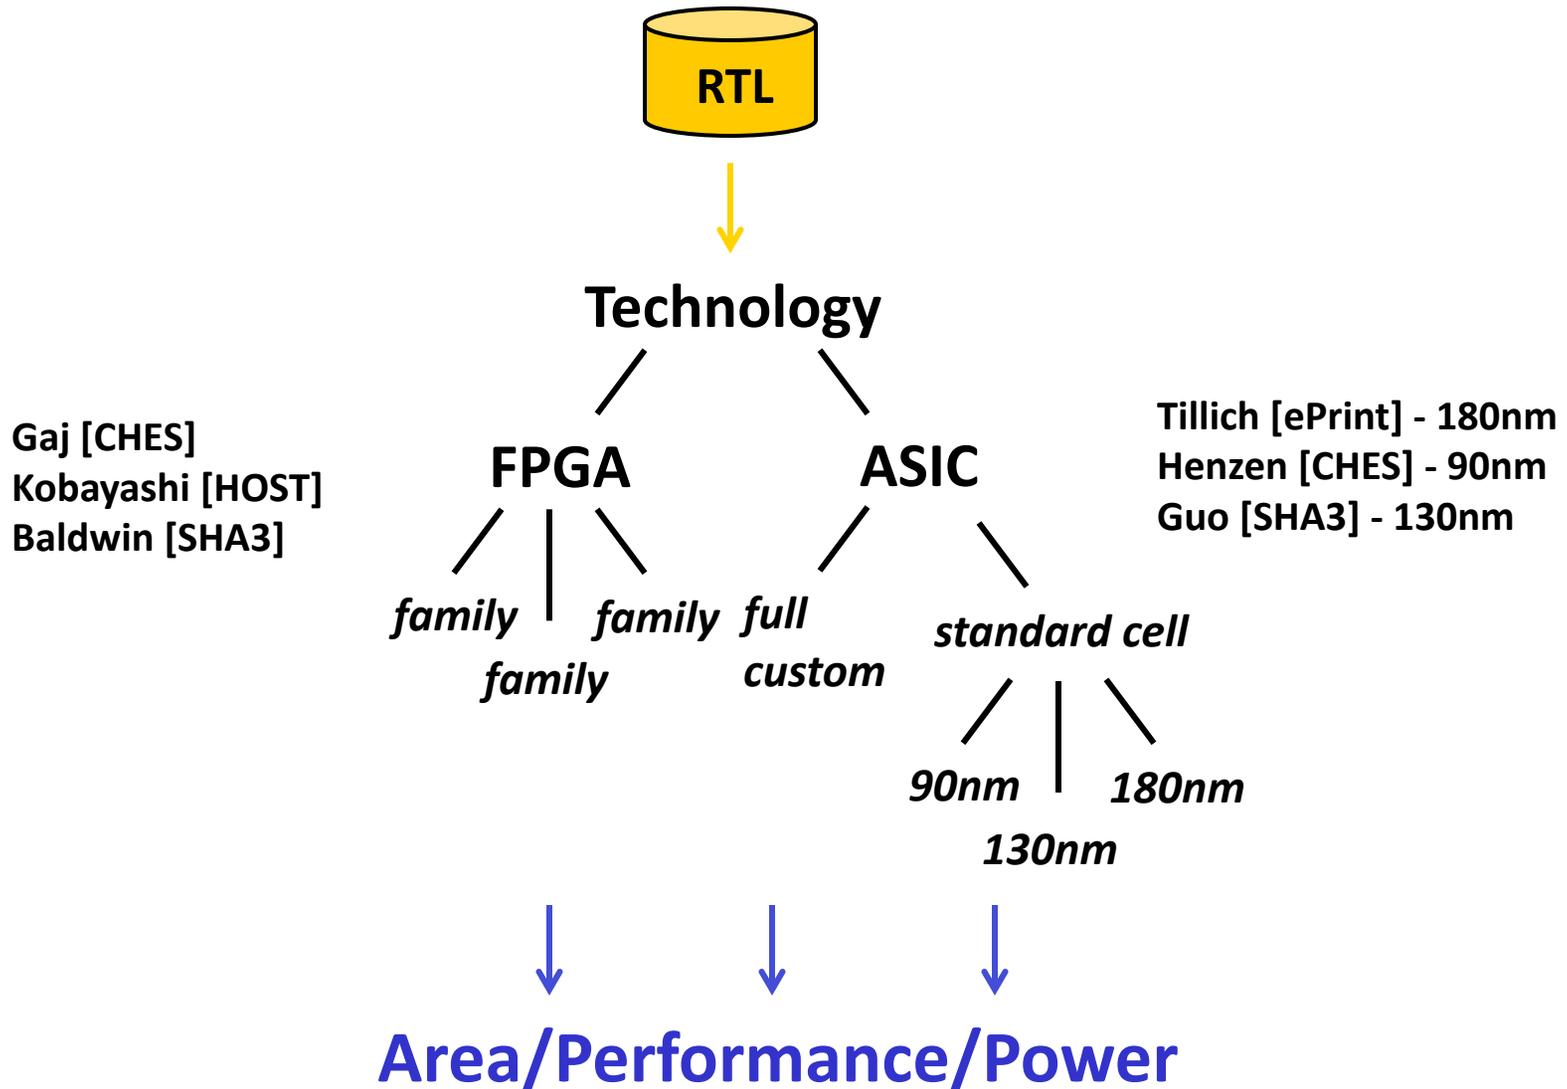 RTL
Technology
Gaj [CHES]
Kobayashi [HOST]
Baldwin [SHA3]
FPGA
ASIC
Tillich [ePrint] - 180nm
Henzen [CHES] - 90nm
Guo [SHA3] - 130nm
family
family
family
full
custom
standard cell
90nm
130nm
180nm
Area/Performance/Power